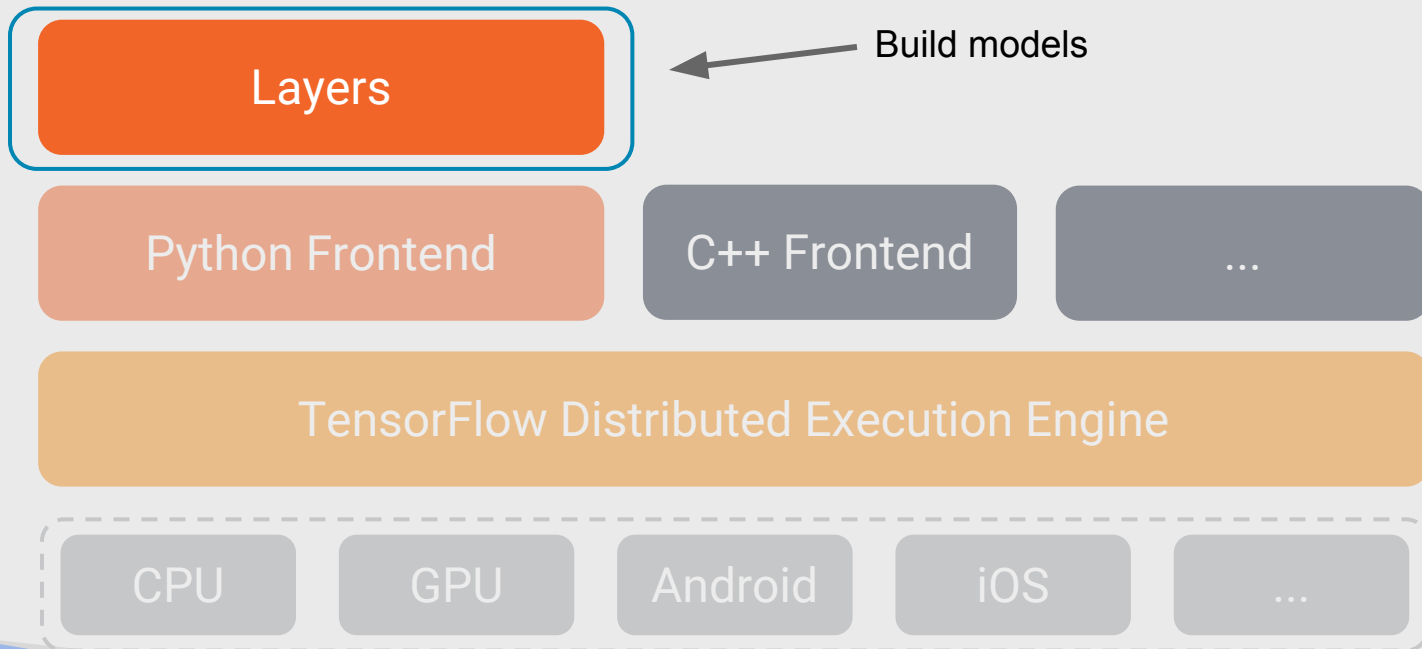 Layers
Build models
Python Frontend
C++ Frontend
...
TensorFlow Distributed Execution Engine
CPU
GPU
Android
iOS
...